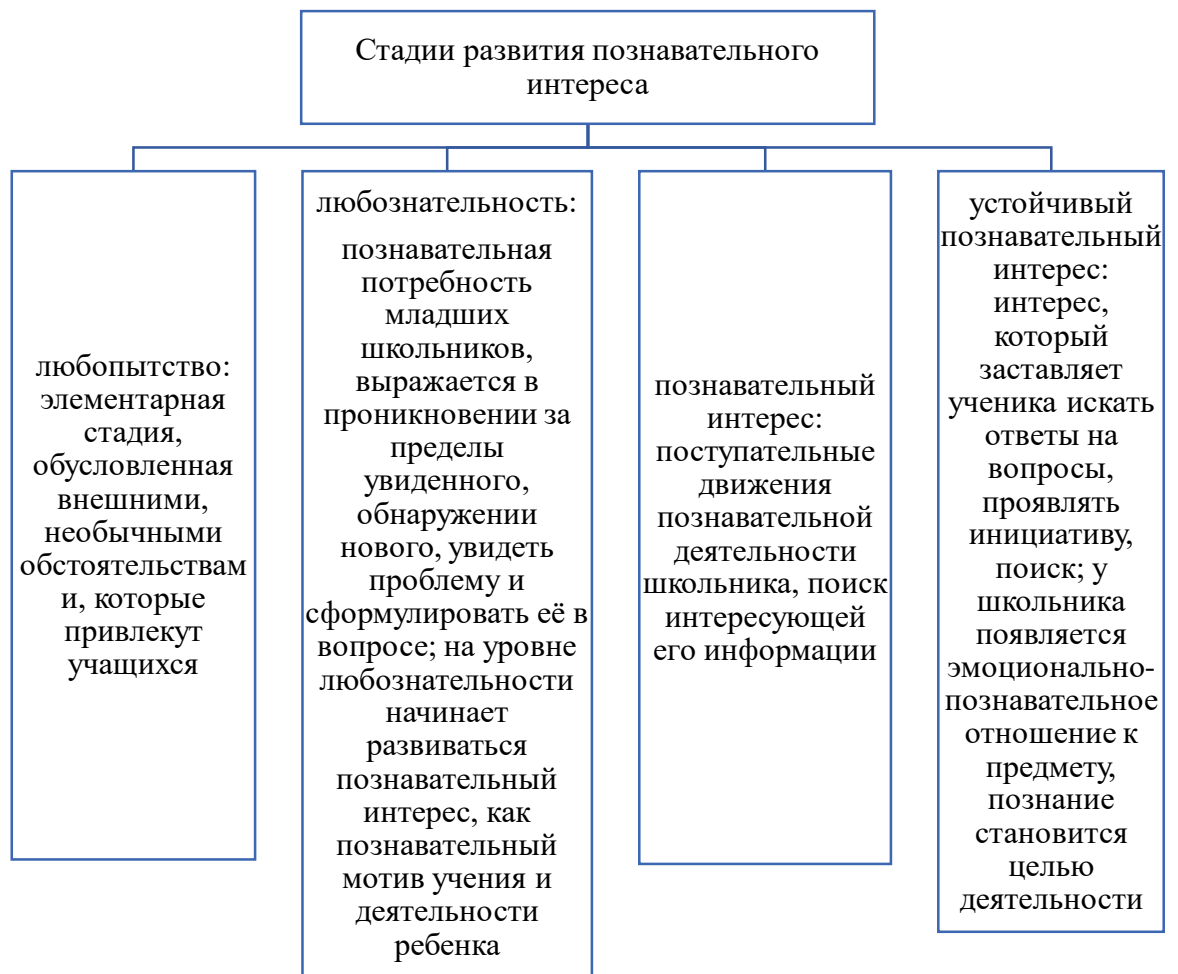 Стадии развития познавательного
интереса
любопытство:
элементарная
стадия,
обусловленная
внешними,
необычными
обстоятельствам
и, которые
привлекут
учащихся
любознательность:
познавательная
потребность
младших
школьников,
выражается в
проникновении за
пределы
увиденного,
обнаружении
нового, увидеть
проблему и
сформулировать её в
вопросе; на уровне
любознательности
начинает
развиваться
познавательный
интерес, как
познавательный
мотив учения и
деятельности
ребенка
познавательный
интерес:
поступательные
движения
познавательной
деятельности
школьника, поиск
интересующей
его информации
устойчивый
познавательный
интерес:
интерес,
который
заставляет
ученика искать
ответы на
вопросы,
проявлять
инициативу,
поиск; у
школьника
появляется
эмоционально-
познавательное
отношение к
предмету,
познание
становится
целью
деятельности